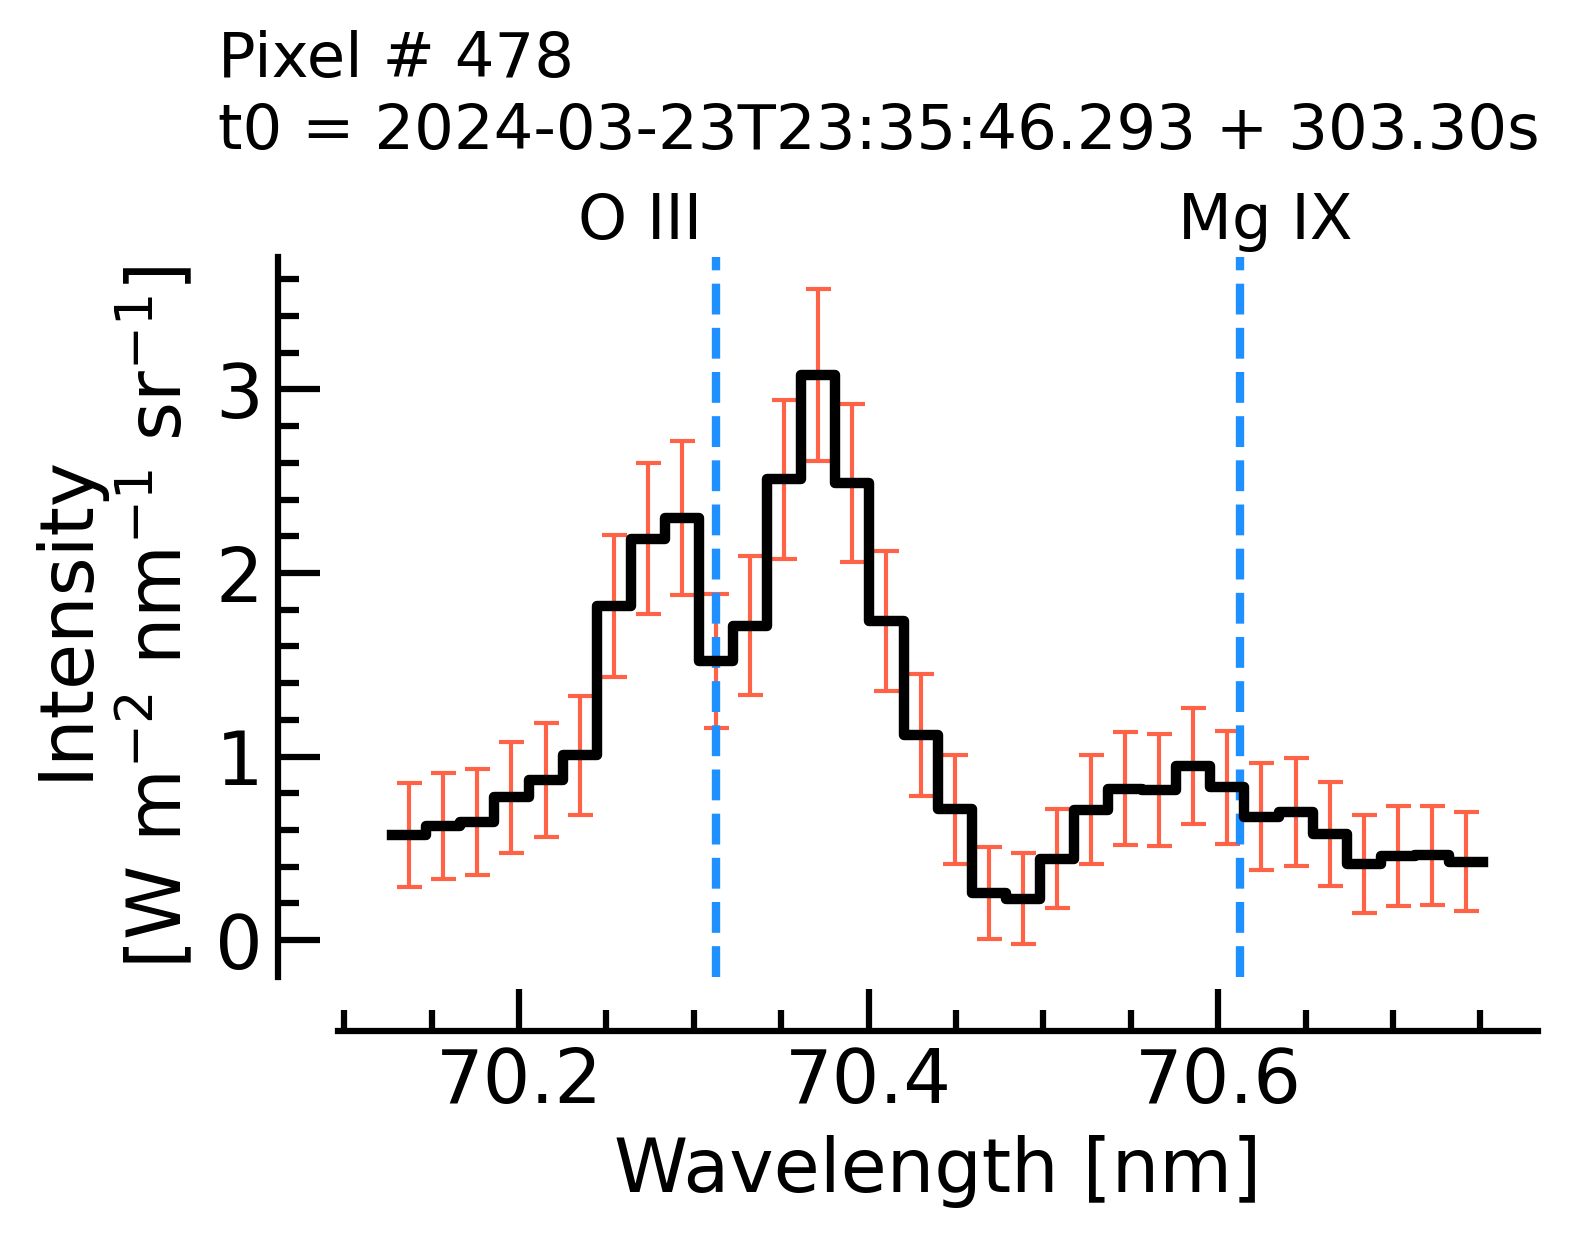 Pixel # 478
t0 = 2024-03-23T23:35:46.293 + 303.30s
O III
Mg IX
Intensity
[W m⁻² nm⁻¹ sr⁻¹]
3
2
1
0
70.2 70.4 70.6
Wavelength [nm]